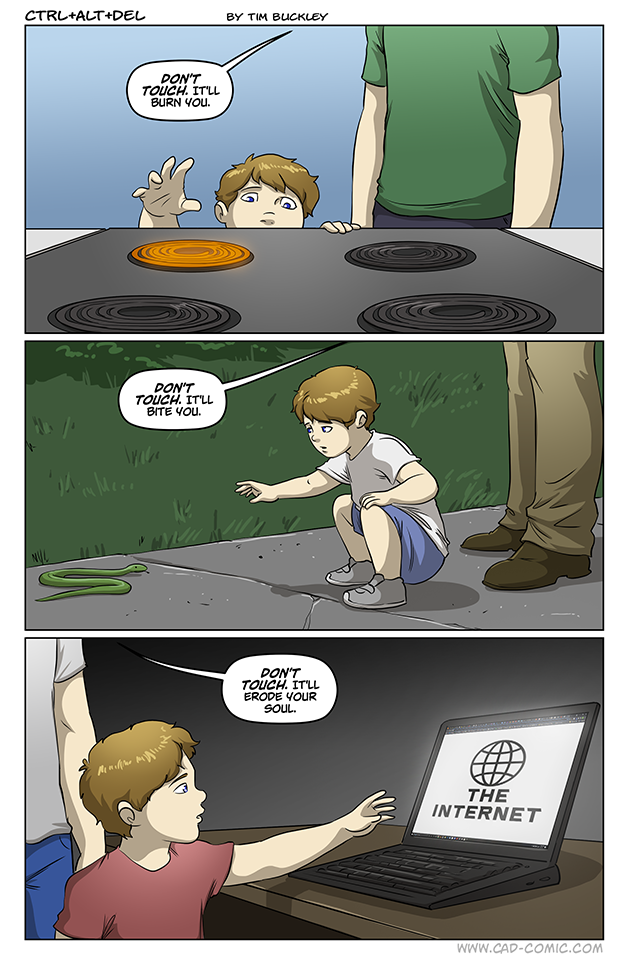 CTRL+ALT+DEL BY TIM BUCKLEY
DON'T
TOUCH. IT'LL
BURN YOU.
DON'T
TOUCH. IT'LL
BITE YOU.
DON'T
TOUCH. IT'LL
ERODE YOUR
SOUL.
THE
INTERNET
WWW.CAD-COMIC.COM